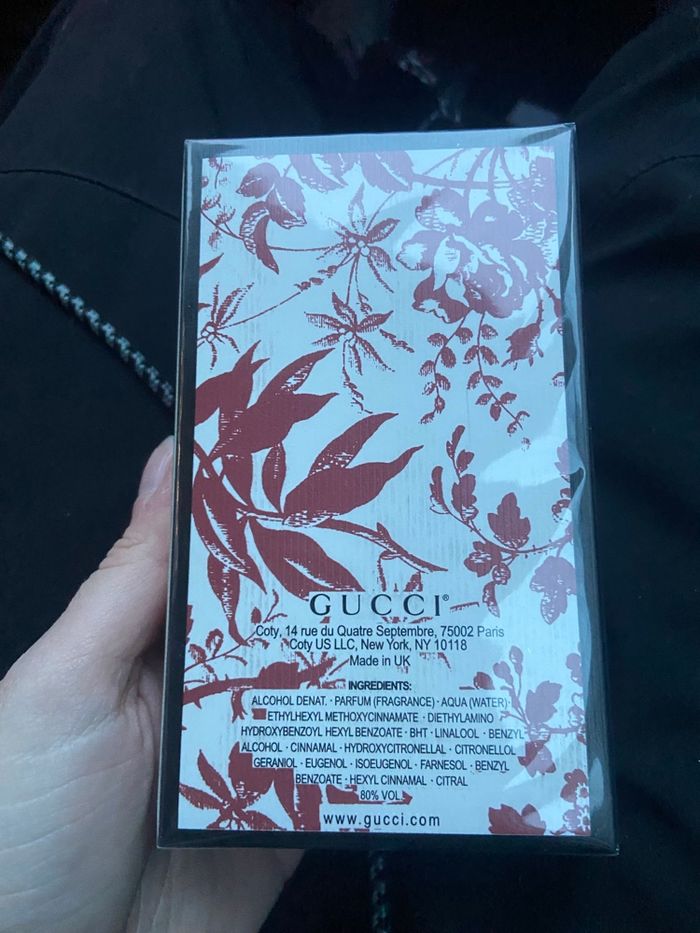 GUCCI®
Coty, 14 rue du Quatre Septembre, 75002 Paris
Coty US LLC, New York, NY 10118
Made in UK
INGREDIENTS:
ALCOHOL DENAT. · PARFUM (FRAGRANCE) · AQUA (WATER) ·
ETHYLHEXYL METHOXYCINNAMATE · DIETHYLAMINO
HYDROXYBENZOYL HEXYL BENZOATE · BHT · LINALOOL · BENZYL
ALCOHOL · CINNAMAL · HYDROXYCITRONELLAL · CITRONELLOL
GERANIOL · EUGENOL · ISOEUGENOL · FARNESOL · BENZYL
BENZOATE · HEXYL CINNAMAL · CITRAL
80% VOL.
www.gucci.com